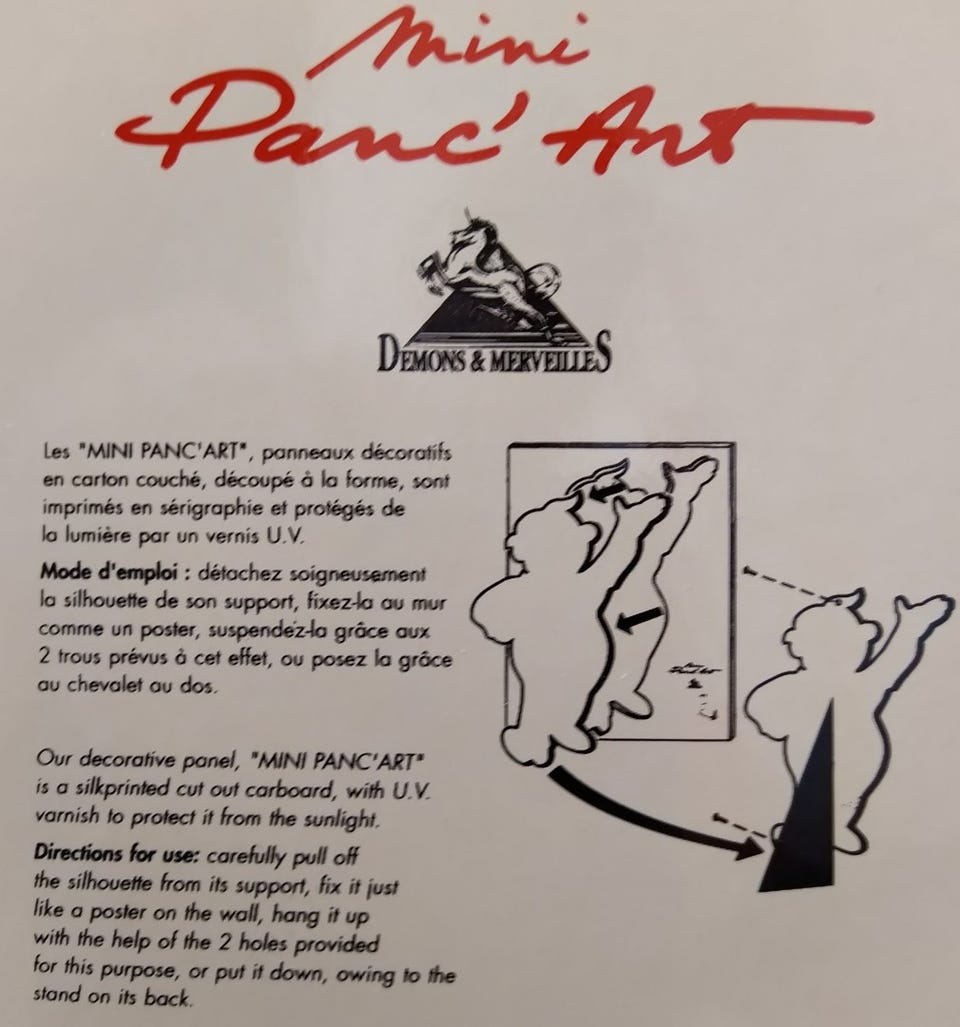 mini
Panc'Art
DEMONS & MERVEILLES
Les "MINI PANC'ART", panneaux décoratifs
en carton couché, découpé à la forme, sont
imprimés en sérigraphie et protégés de
la lumière par un vernis U.V.
Mode d'emploi : détachez soigneusement
la silhouette de son support, fixez-la au mur
comme un poster, suspendez-la grâce aux
2 trous prévus à cet effet, ou posez la grâce
au chevalet au dos.
Our decorative panel, "MINI PANC'ART"
is a silkprinted cut out carboard, with U.V.
varnish to protect it from the sunlight.
Directions for use: carefully pull off
the silhouette from its support, fix it just
like a poster on the wall, hang it up
with the help of the 2 holes provided
for this purpose, or put it down, owing to the
stand on its back.